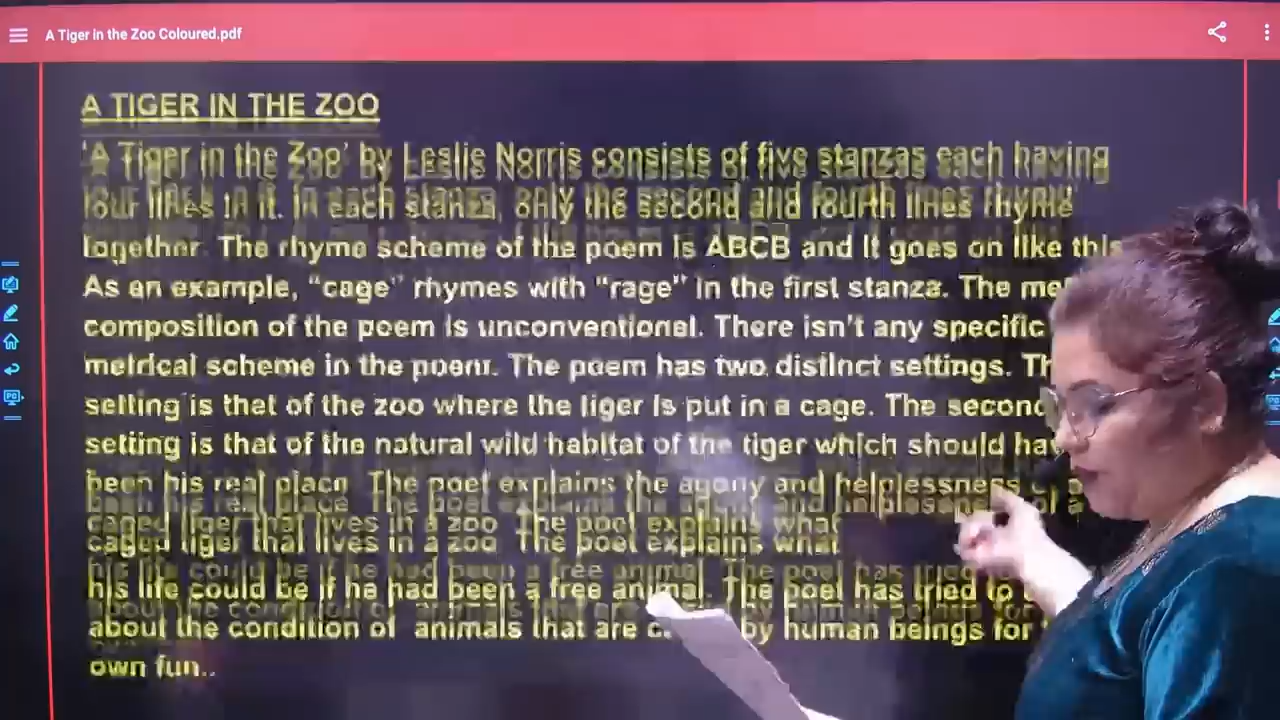 A Tiger in the Zoo Coloured.pdf
A TIGER IN THE ZOO
'A Tiger in the Zoo' by Leslie Norris consists of five stanzas each having
four lines in it. In each stanza, only the second and fourth lines rhyme
together. The rhyme scheme of the poem is ABCB and it goes on like this
As an example, "cage" rhymes with "rage" in the first stanza. The
composition of the poem is unconventional. There isn't any specific
metrical scheme in the poem. The poem has two distinct settings.
setting is that of the zoo where the tiger is put in a cage. The second
setting is that of the natural wild habitat of the tiger which should
been his real place. The poet explains the agony and helplessness of a
caged tiger that lives in a zoo. The poet explains what
his life could be if he had been a free animal. The poet has tried to
about the condition of animals that are by human beings for
own fun..